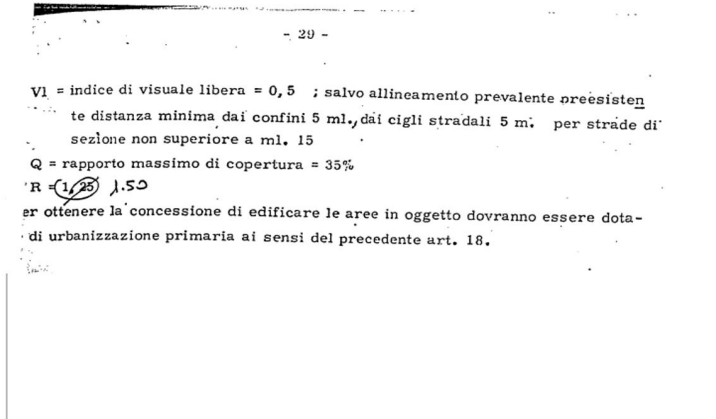 - 29 -
Vl = indice di visuale libera = 0,5 ; salvo allineamento prevalente preesisten
te distanza minima dai confini 5 ml., dai cigli stradali 5 m. per strade di
sezione non superiore a ml. 15
Q = rapporto massimo di copertura = 35%
R = 1,25 1.50
er ottenere la concessione di edificare le aree in oggetto dovranno essere dota-
di urbanizzazione primaria ai sensi del precedente art. 18.